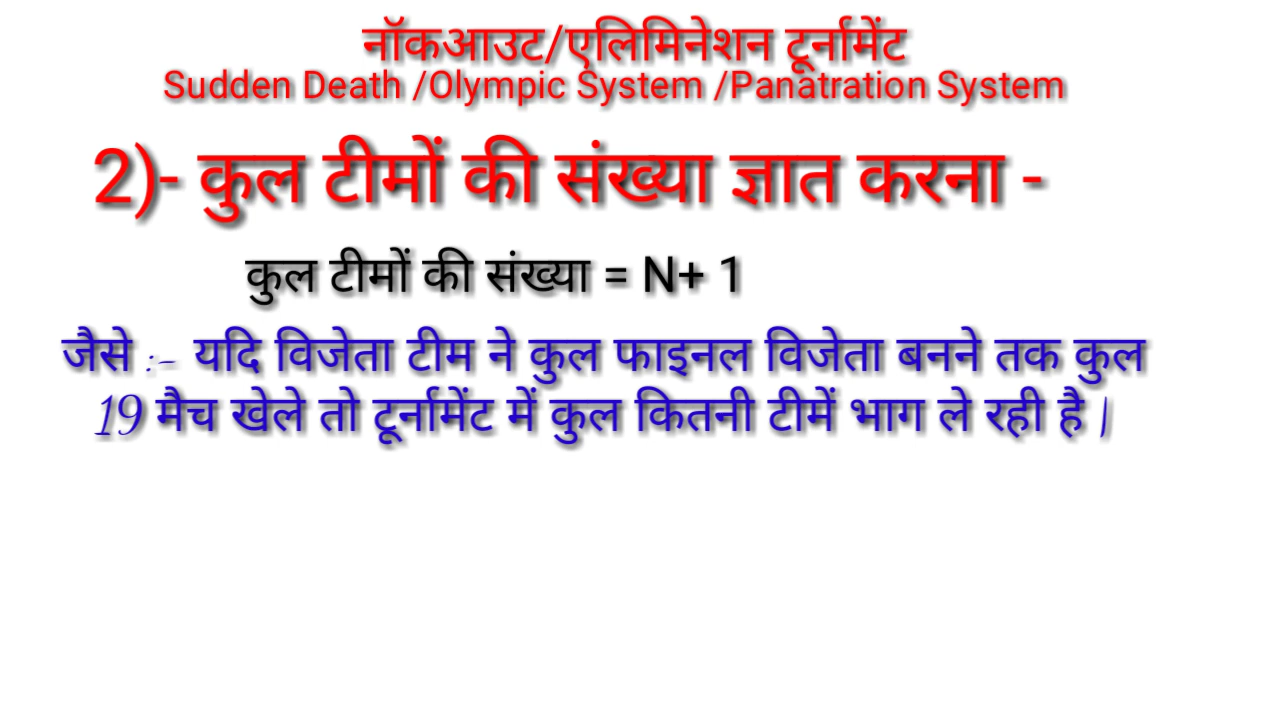 नॉकआउट/एलिमिनेशन टूर्नामेंट
Sudden Death /Olympic System /Panatration System
2)- कुल टीमों की संख्या ज्ञात करना -
कुल टीमों की संख्या = N+ 1
जैसे :- यदि विजेता टीम ने कुल फाइनल विजेता बनने तक कुल
19 मैच खेले तो टूर्नामेंट में कुल कितनी टीमें भाग ले रही है |